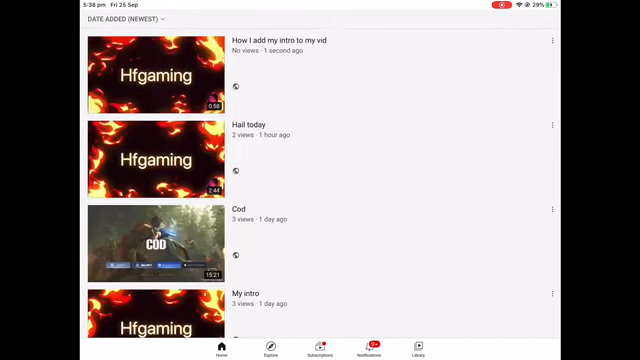 5:38 pm Fri 25 Sep
29%
DATE ADDED (NEWEST)
How I add my intro to my vid
No views · 1 second ago
Hfgaming
0:58
Hail today
2 views · 1 hour ago
Hfgaming
2:44
Cod
3 views · 1 day ago
COD
15:21
My intro
3 views · 1 day ago
Hfgaming
9+
Home Explore Subscriptions Notifications Library